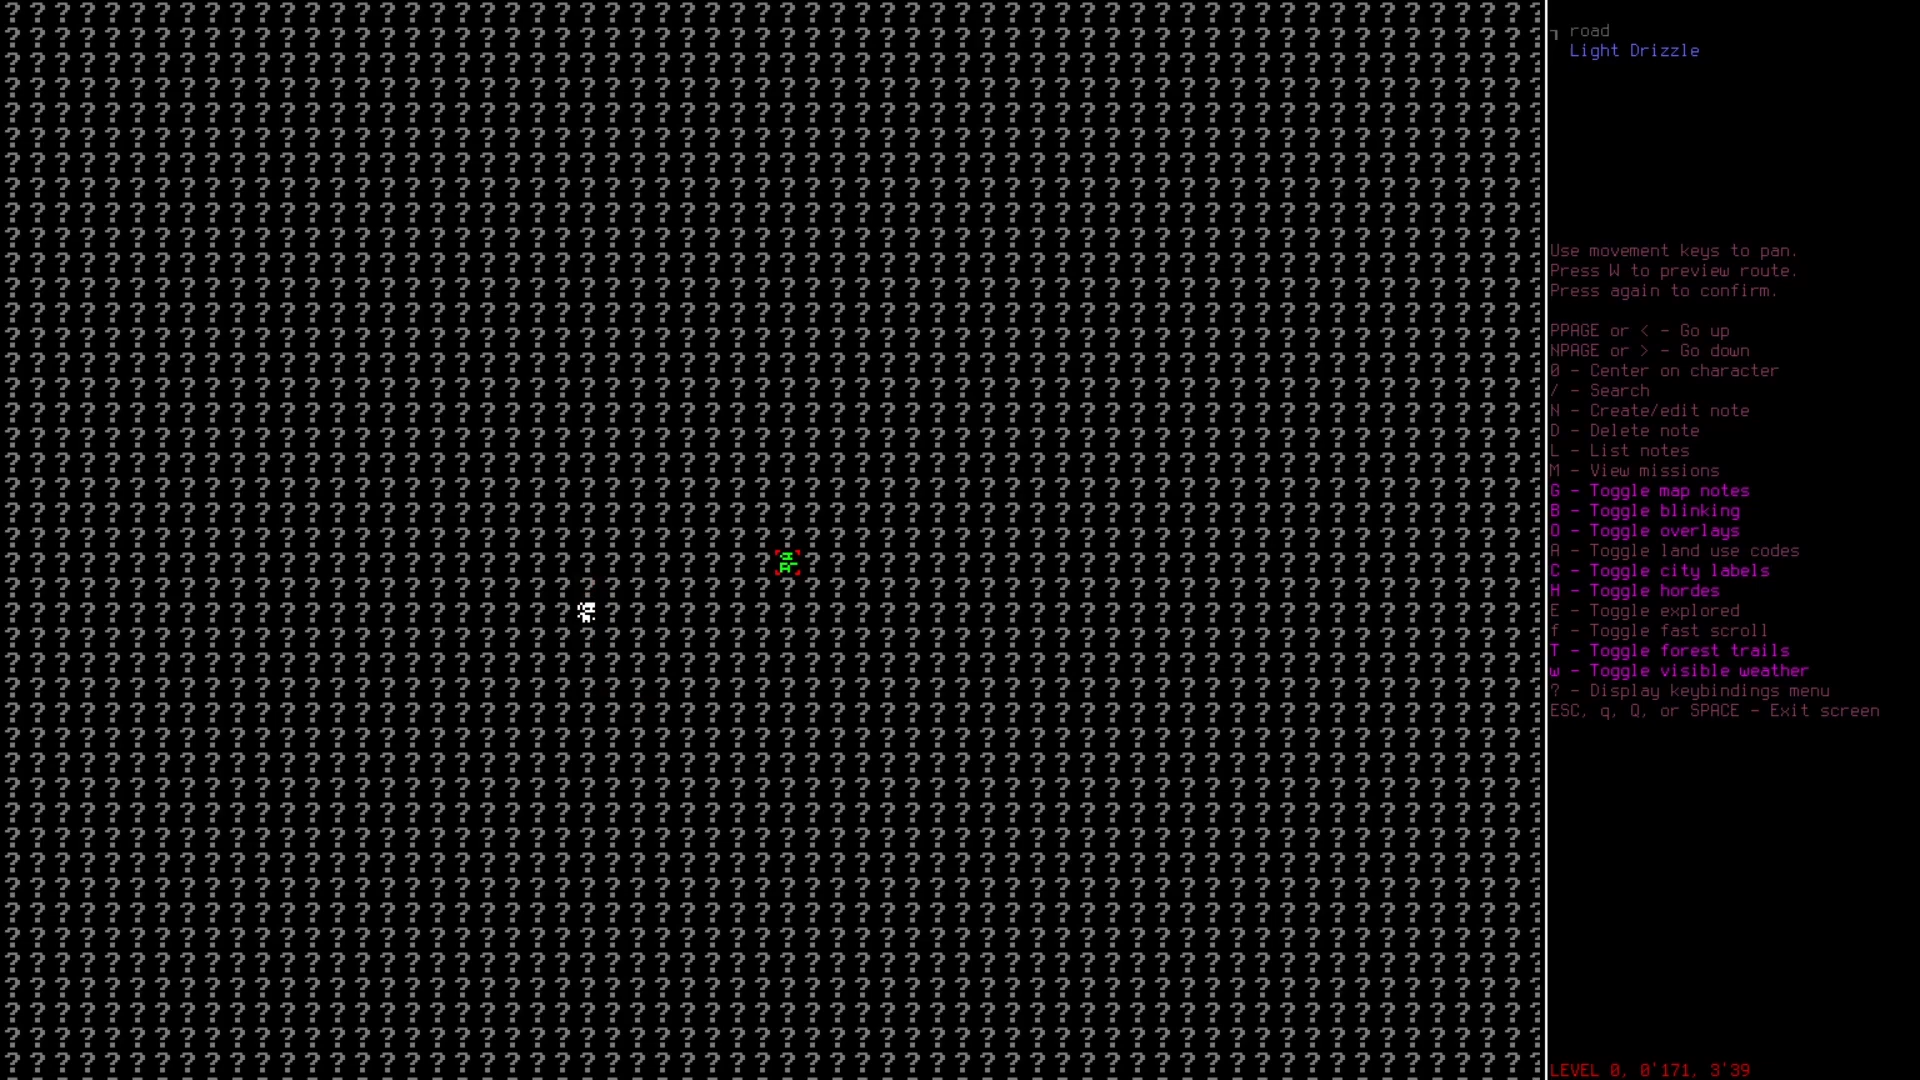 ┐ road
Light Drizzle
Use movement keys to pan.
Press W to preview route.
Press again to confirm.
PPAGE or < - Go up
NPAGE or > - Go down
0 - Center on character
/ - Search
N - Create/edit note
D - Delete note
L - List notes
M - View missions
G - Toggle map notes
B - Toggle blinking
O - Toggle overlays
A - Toggle land use codes
C - Toggle city labels
H - Toggle hordes
E - Toggle explored
f - Toggle fast scroll
T - Toggle forest trails
w - Toggle visible weather
? - Display keybindings menu
ESC, q, Q, or SPACE - Exit screen
LEVEL 0, 0'171, 3'39